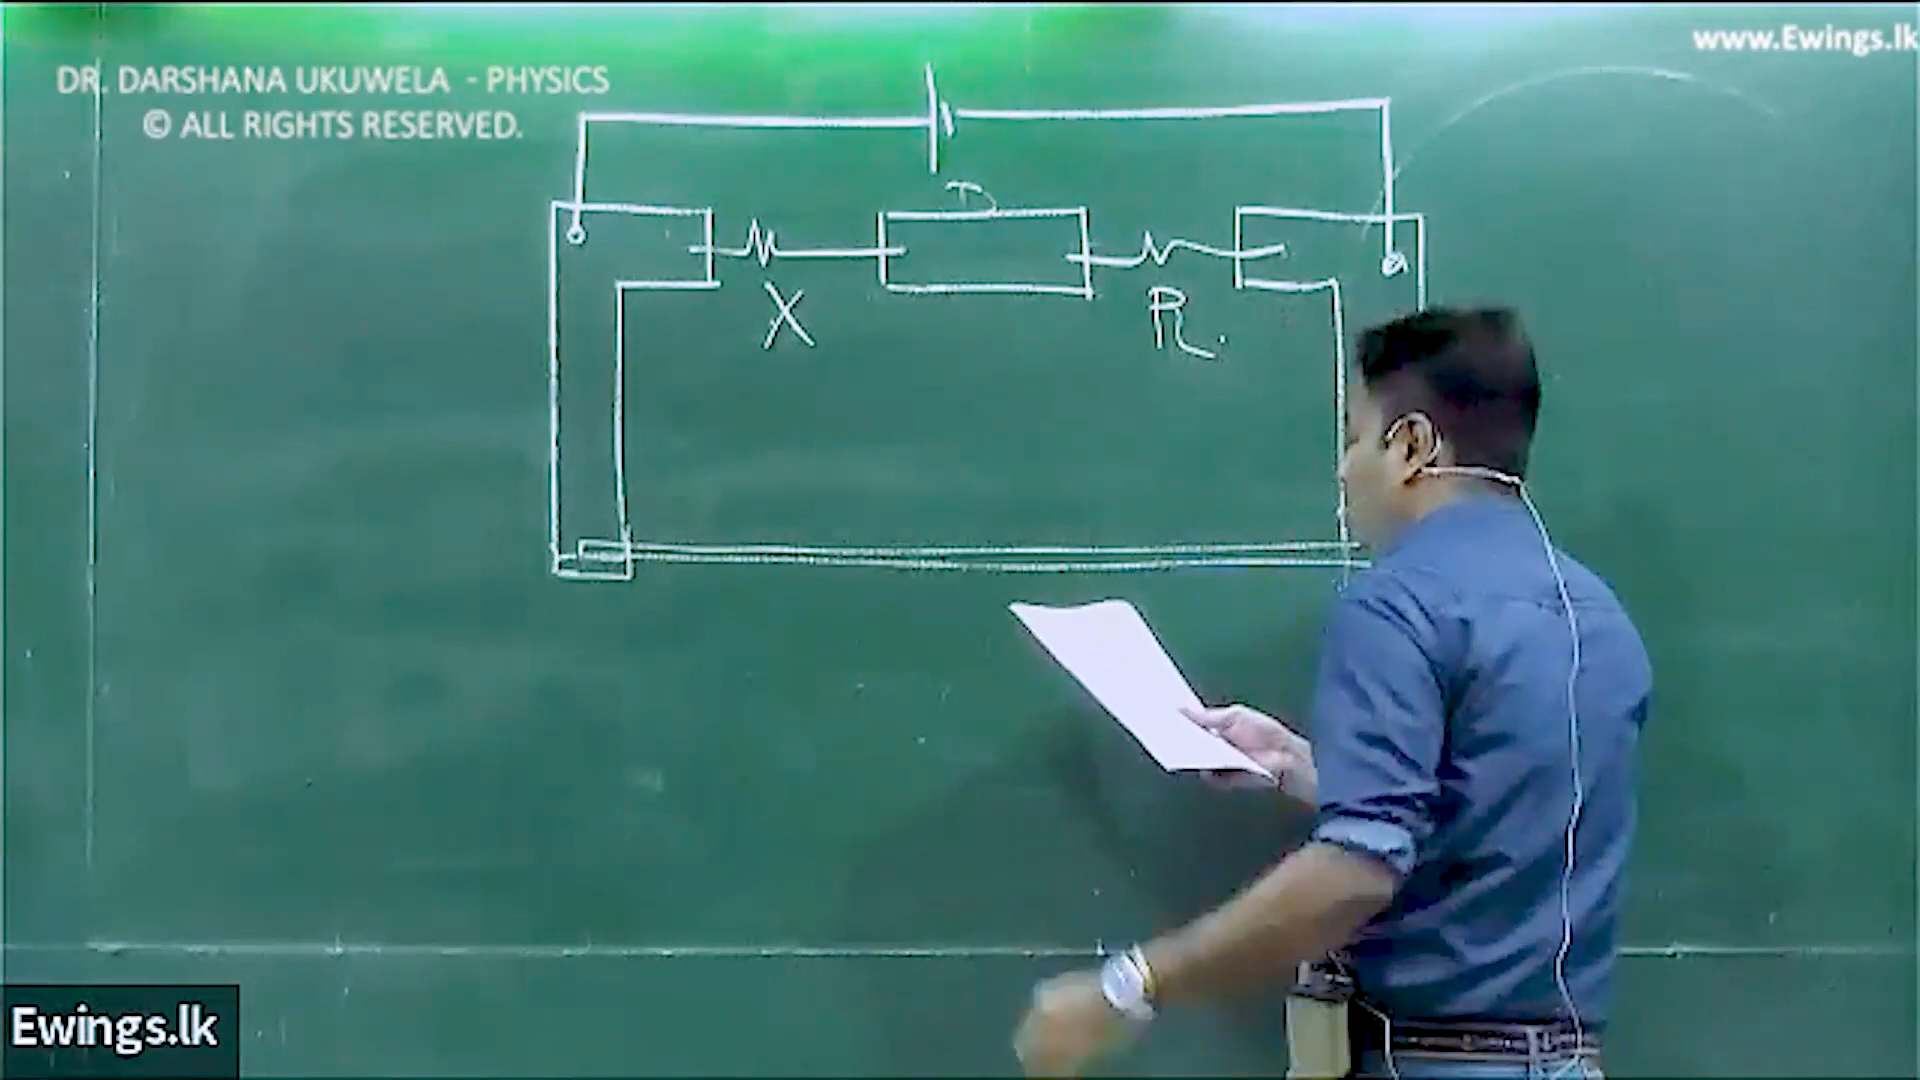 www.Ewings.lk
DR. DARSHANA UKUWELA - PHYSICS
© ALL RIGHTS RESERVED.
D
X
R.
Ewings.lk